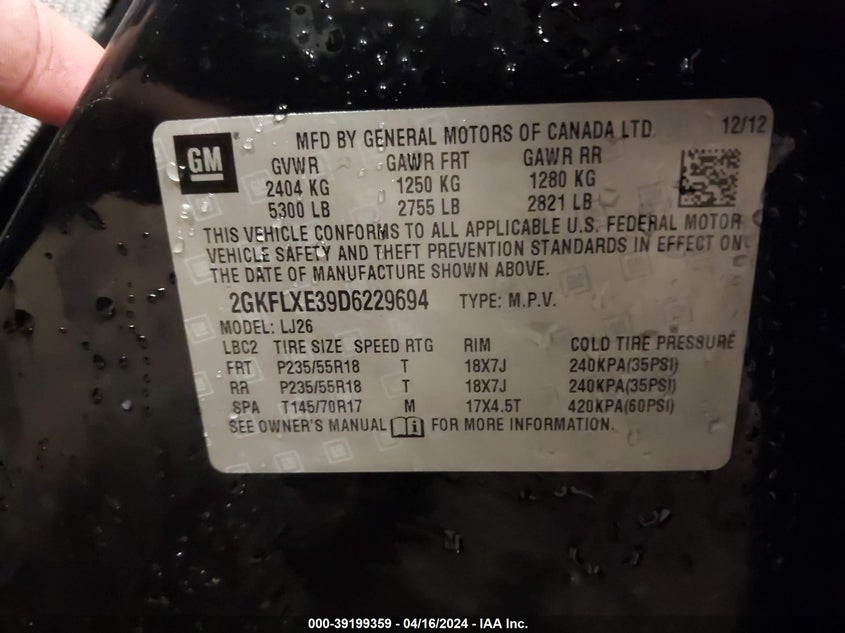 GM
MFD BY GENERAL MOTORS OF CANADA LTD 12/12
GVWR GAWR FRT GAWR RR
2404 KG 1250 KG 1280 KG
5300 LB 2755 LB 2821 LB
THIS VEHICLE CONFORMS TO ALL APPLICABLE U.S. FEDERAL MOTOR
VEHICLE SAFETY AND THEFT PREVENTION STANDARDS IN EFFECT ON
THE DATE OF MANUFACTURE SHOWN ABOVE.
2GKFLXE39D6229694 TYPE: M.P.V.
MODEL: LJ26
LBC2 TIRE SIZE SPEED RTG RIM COLD TIRE PRESSURE
FRT P235/55R18 T 18X7J 240KPA(35PSI)
RR P235/55R18 T 18X7J 240KPA(35PSI)
SPA T145/70R17 M 17X4.5T 420KPA(60PSI)
SEE OWNER'S MANUAL FOR MORE INFORMATION.
000-39199359 - 04/16/2024 - IAA Inc.